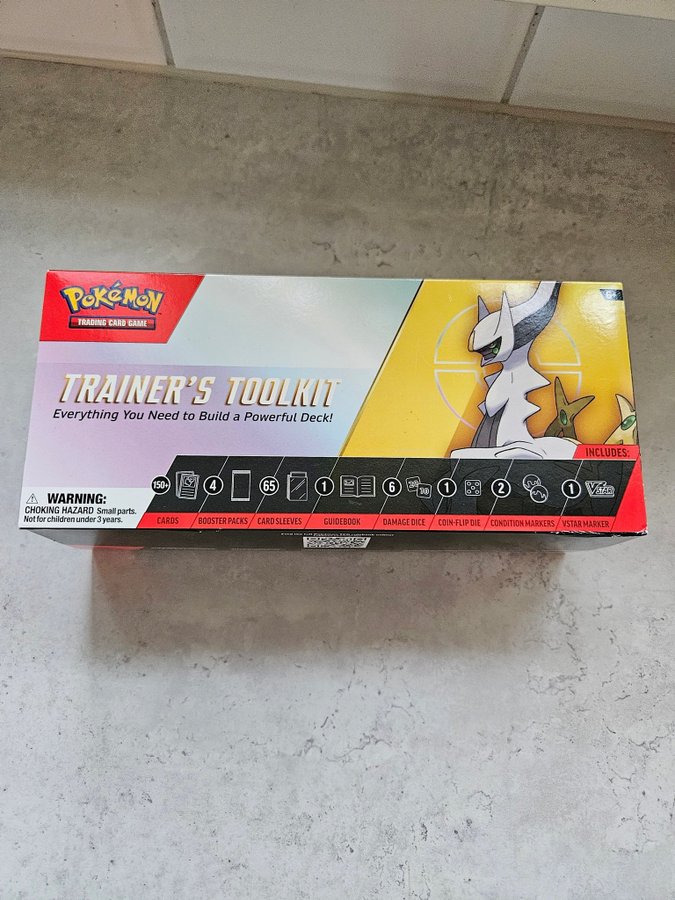 POKéMON
TRADING CARD GAME
TRAINER'S TOOLKIT
Everything You Need to Build a Powerful Deck!
INCLUDES:
150+
4
65
1
6
1
2
1
VSTAR
CARDS
BOOSTER PACKS
CARD SLEEVES
GUIDEBOOK
DAMAGE DICE
COIN-FLIP DIE
CONDITION MARKERS
VSTAR MARKER
WARNING:
CHOKING HAZARD Small parts.
Not for children under 3 years.